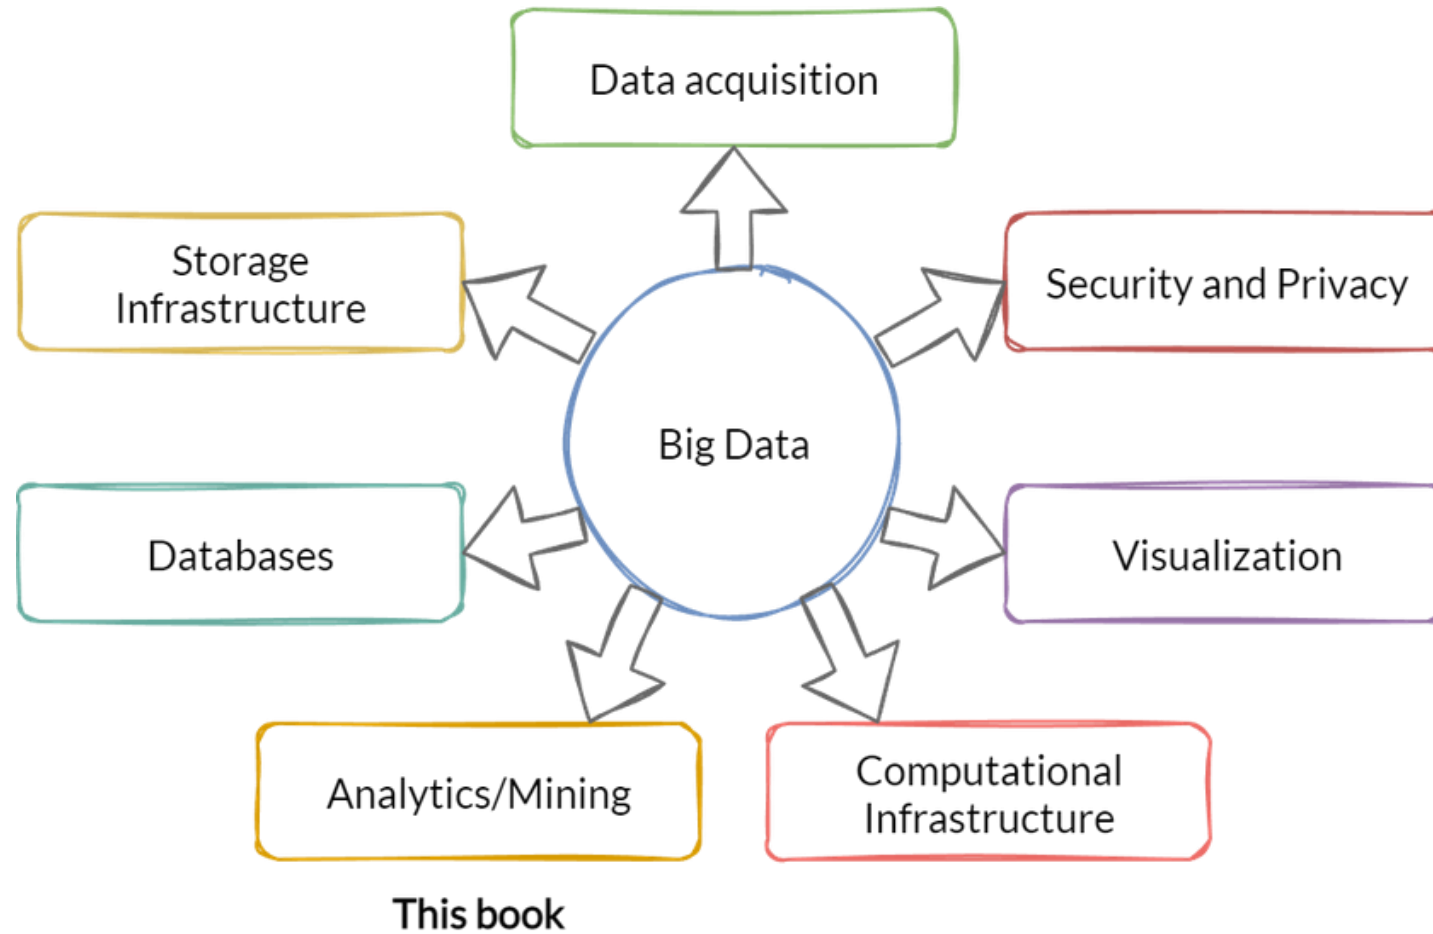 Data acquisition
Storage
Infrastructure
Security and Privacy
Big Data
Databases
Visualization
Analytics/Mining
Computational
Infrastructure
This book